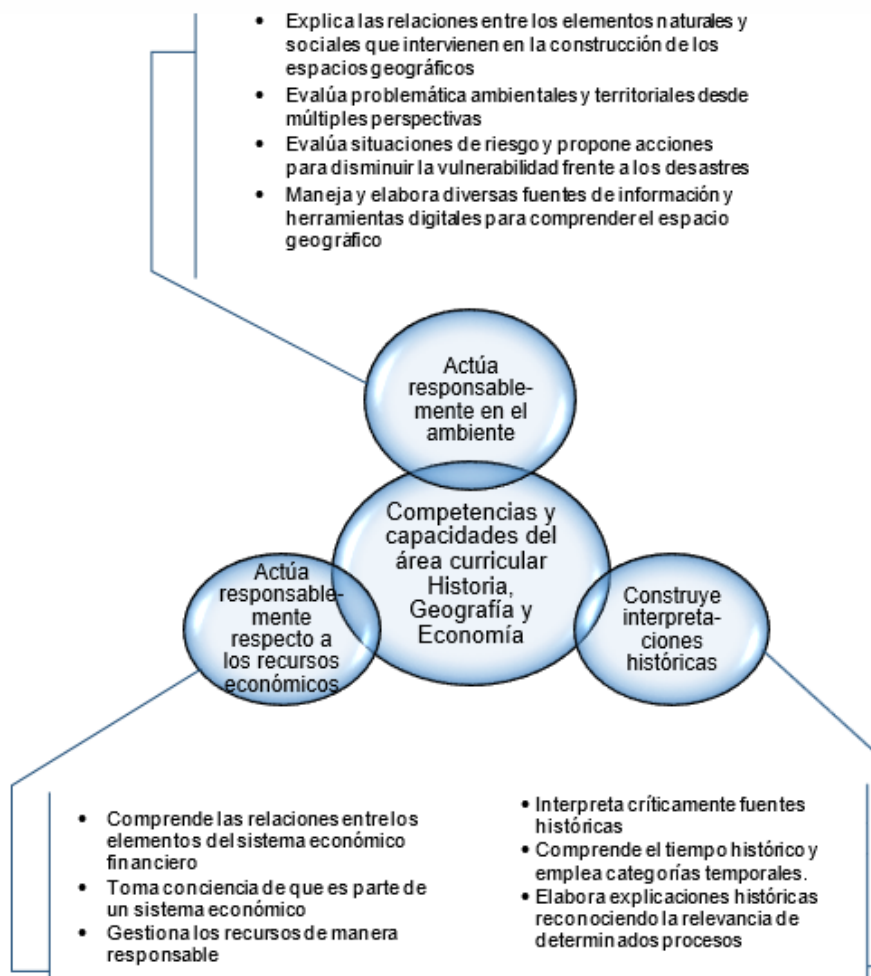 • Explica las relaciones entre los elementos naturales y
sociales que intervienen en la construcción de los
espacios geográficos
• Evalúa problemática ambientales y territoriales desde
múltiples perspectivas
• Evalúa situaciones de riesgo y propone acciones
para disminuir la vulnerabilidad frente a los desastres
• Maneja y elabora diversas fuentes de información y
herramientas digitales para comprender el espacio
geográfico
Actúa
responsable-
mente en el
ambiente
Competencias y
capacidades del
área curricular
Historia,
Geografía y
Economía
Actúa
responsable-
mente
respecto a
los recursos
económicos
Construye
interpreta-
ciones
históricas
• Comprende las relaciones entre los
elementos del sistema económico
financiero
• Toma conciencia de que es parte de
un sistema económico
• Gestiona los recursos de manera
responsable
• Interpreta críticamente fuentes
históricas
• Comprende el tiempo histórico y
emplea categorías temporales.
• Elabora explicaciones históricas
reconociendo la relevancia de
determinados procesos